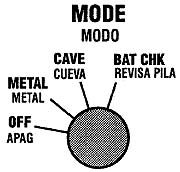 MODE
MODO
CAVE
CUEVA
BAT CHK
REVISA PILA
METAL
METAL
OFF
APAG